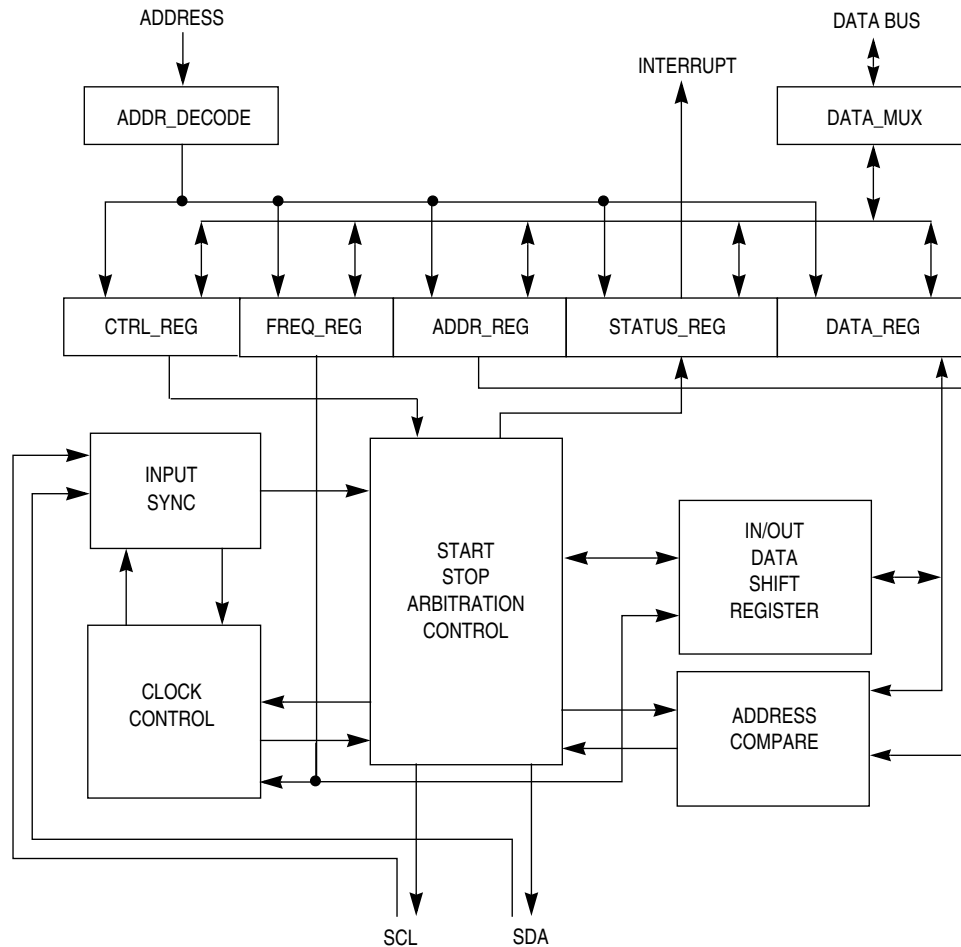 ADDRESS
DATA BUS
INTERRUPT
ADDR_DECODE
DATA_MUX
CTRL_REG
FREQ_REG
ADDR_REG
STATUS_REG
DATA_REG
INPUT
SYNC
START
STOP
ARBITRATION
CONTROL
IN/OUT
DATA
SHIFT
REGISTER
CLOCK
CONTROL
ADDRESS
COMPARE
SCL
SDA